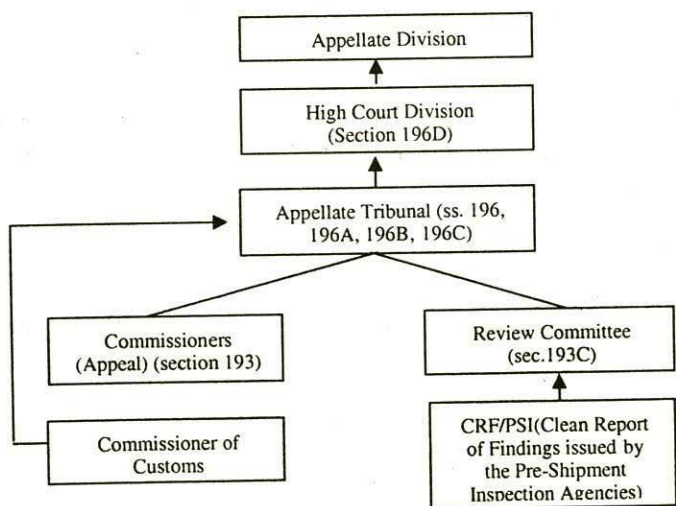 Appellate Division
High Court Division
(Section 196D)
Appellate Tribunal (ss. 196,
196A, 196B, 196C)
Commissioners
(Appeal) (section 193)
Review Committee
(sec.193C)
Commissioner of
Customs
CRF/PSI(Clean Report
of Findings issued by
the Pre-Shipment
Inspection Agencies)